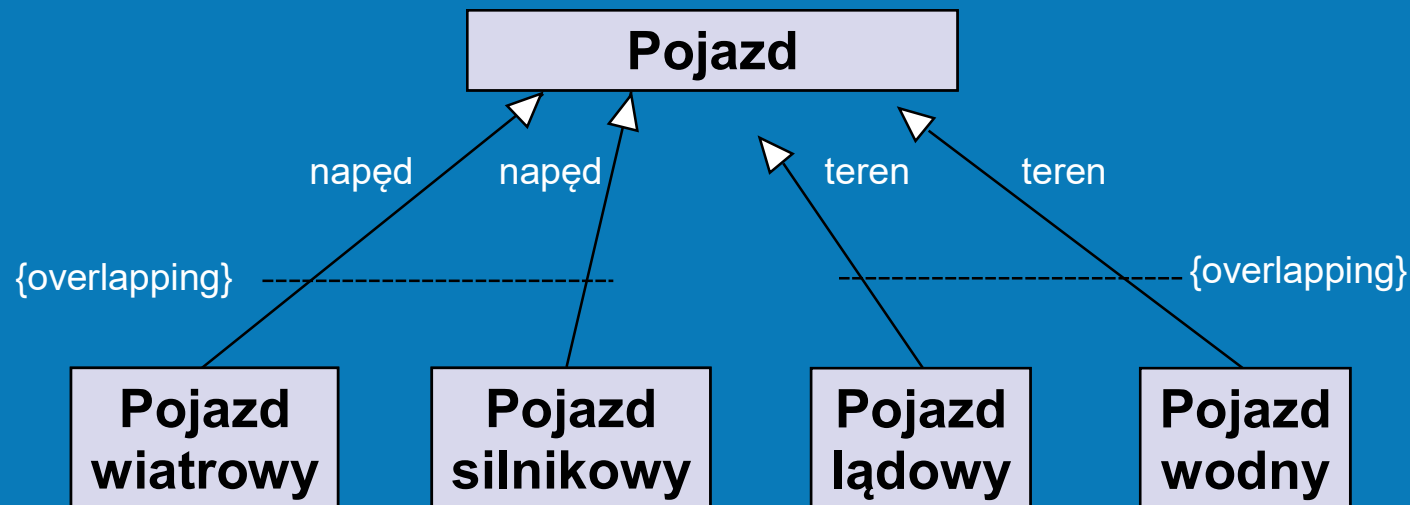 Pojazd
napęd
napęd
teren
teren
{overlapping}
{overlapping}
Pojazd
wiatrowy
Pojazd
silnikowy
Pojazd
lądowy
Pojazd
wodny